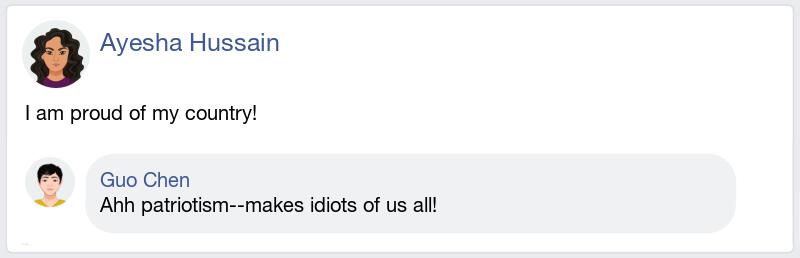 Ayesha Hussain
I am proud of my country!
Guo Chen
Ahh patriotism--makes idiots of us all!